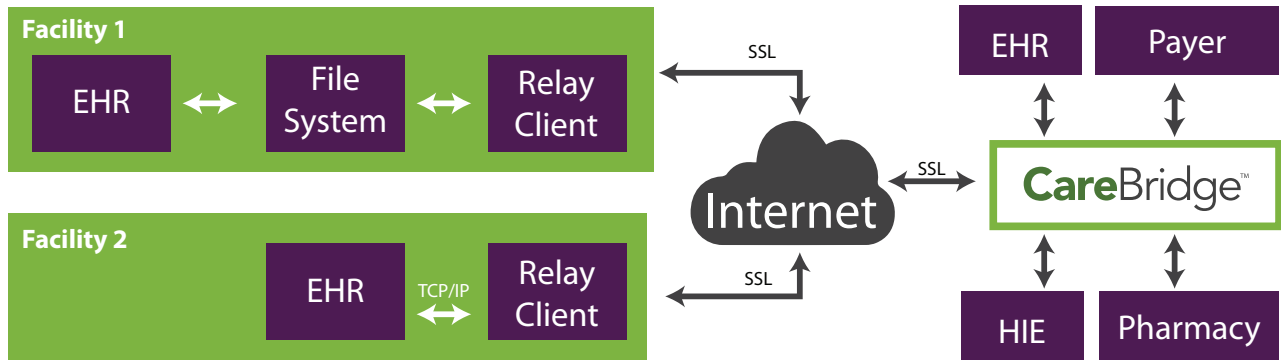 Facility 1
EHR
File
System
Relay
Client
SSL
Facility 2
EHR
TCP/IP
Relay
Client
SSL
Internet
SSL
EHR
Payer
CareBridge™
HIE
Pharmacy